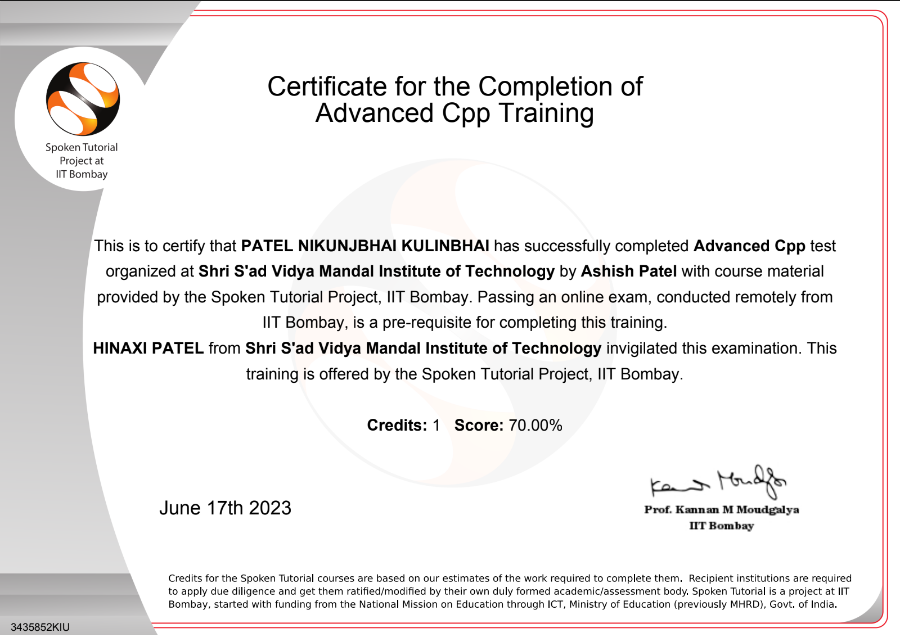 Certificate for the Completion of
Advanced Cpp Training
Spoken Tutorial
Project at
IIT Bombay
This is to certify that PATEL NIKUNJBHAI KULINBHAI has successfully completed Advanced Cpp test
organized at Shri S'ad Vidya Mandal Institute of Technology by Ashish Patel with course material
provided by the Spoken Tutorial Project, IIT Bombay. Passing an online exam, conducted remotely from
IIT Bombay, is a pre-requisite for completing this training.
HINAXI PATEL from Shri S'ad Vidya Mandal Institute of Technology invigilated this examination. This
training is offered by the Spoken Tutorial Project, IIT Bombay.
Credits: 1 Score: 70.00%
June 17th 2023
Prof. Kannan M Moudgalya
IIT Bombay
Credits for the Spoken Tutorial courses are based on our estimates of the work required to complete them. Recipient institutions are required
to apply due diligence and get them ratified/modified by their own duly formed academic/assessment body. Spoken Tutorial is a project at IIT
Bombay, started with funding from the National Mission on Education through ICT, Ministry of Education (previously MHRD), Govt. of India.
3435852KIU